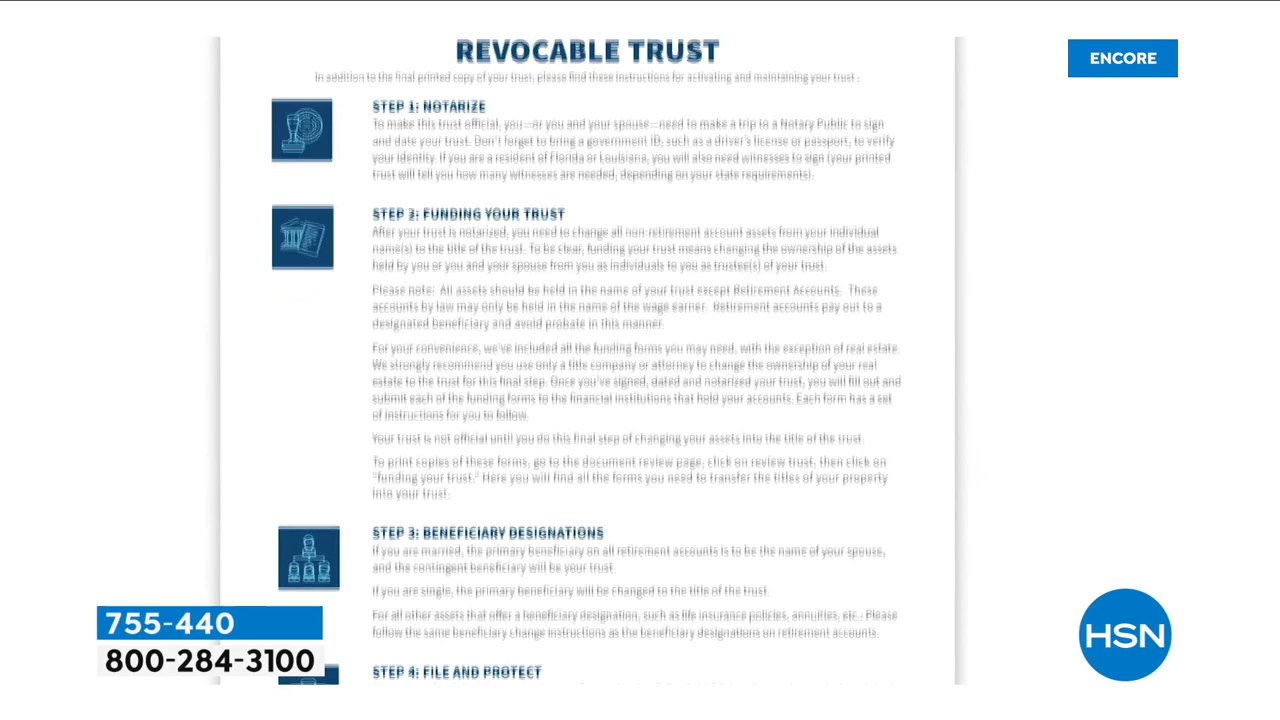 REVOCABLE TRUST
ENCORE
In addition to the final printed copy of your trust, please find these instructions for activating and maintaining your trust :
STEP 1: NOTARIZE
To make this trust official, you—or you and your spouse—need to make a trip to a Notary Public to sign
and date your trust. Don't forget to bring a government ID, such as a driver's license or passport, to verify
your identity. If you are a resident of Florida or Louisiana, you will also need witnesses to sign (your printed
trust will tell you how many witnesses are needed, depending on your state requirements).
STEP 2: FUNDING YOUR TRUST
After your trust is notarized, you need to change all non-retirement account assets from your individual
name(s) to the title of the trust. To be clear, funding your trust means changing the ownership of the assets
held by you or you and your spouse from you as individuals to you as trustee(s) of your trust.
Please note: All assets should be held in the name of your trust except Retirement Accounts. These
accounts by law may only be held in the name of the wage earner. Retirement accounts pay out to a
designated beneficiary and avoid probate in this manner.
For your convenience, we've included all the funding forms you may need, with the exception of real estate.
We strongly recommend you use only a title company or attorney to change the ownership of your real
estate to the trust for this final step. Once you've signed, dated and notarized your trust, you will fill out and
submit each of the funding forms to the financial institutions that hold your accounts. Each form has a set
of instructions for you to follow.
Your trust is not official until you do this final step of changing your assets into the title of the trust.
To print copies of these forms, go to the document review page, click on review trust, then click on
"funding your trust." Here you will find all the forms you need to transfer the titles of your property
into your trust.
STEP 3: BENEFICIARY DESIGNATIONS
If you are married, the primary beneficiary on all retirement accounts is to be the name of your spouse,
and the contingent beneficiary will be your trust.
If you are single, the primary beneficiary will be changed to the title of the trust.
For all other assets that offer a beneficiary designation, such as life insurance policies, annuities, etc.: Please
follow the same beneficiary change instructions as the beneficiary designations on retirement accounts.
STEP 4: FILE AND PROTECT
755-440
800-284-3100
HSN